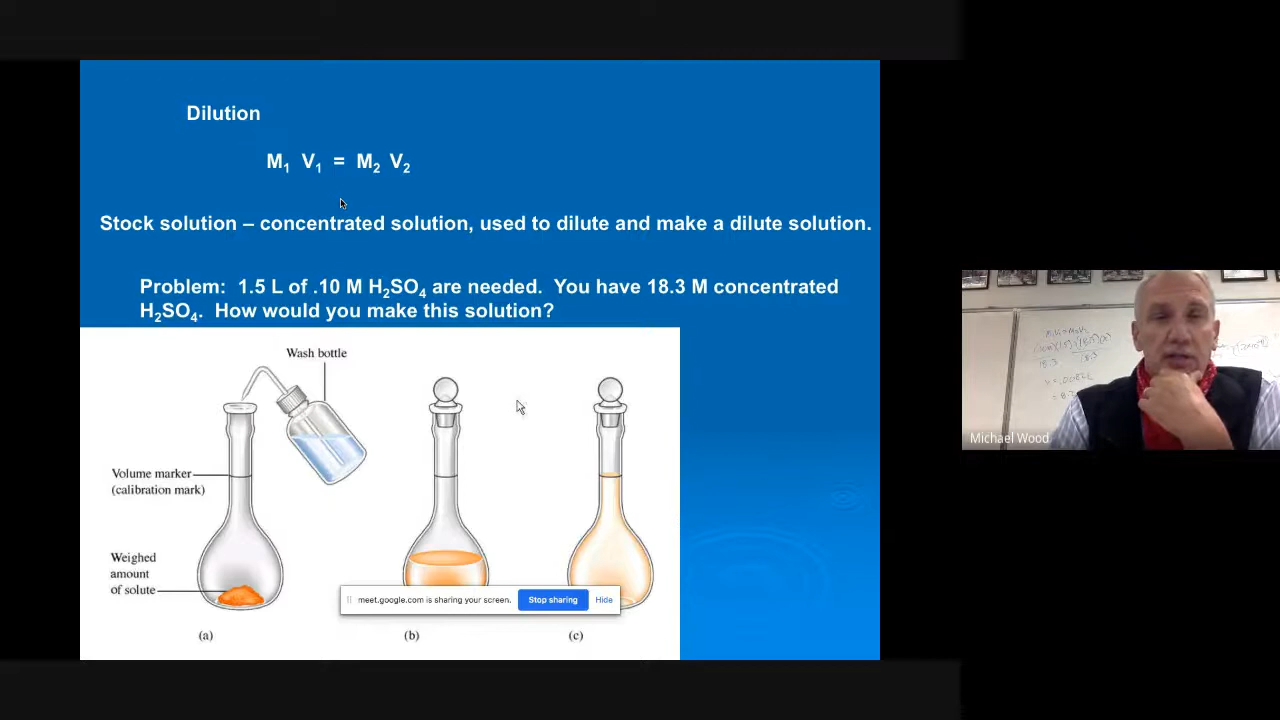 Dilution
M₁ V₁ = M₂ V₂
Stock solution – concentrated solution, used to dilute and make a dilute solution.
Problem: 1.5 L of .10 M H₂SO₄ are needed. You have 18.3 M concentrated
H₂SO₄. How would you make this solution?
Wash bottle
Volume marker
(calibration mark)
Weighed
amount
of solute
meet.google.com is sharing your screen. Stop sharing Hide
(a) (b) (c)
Michael Wood